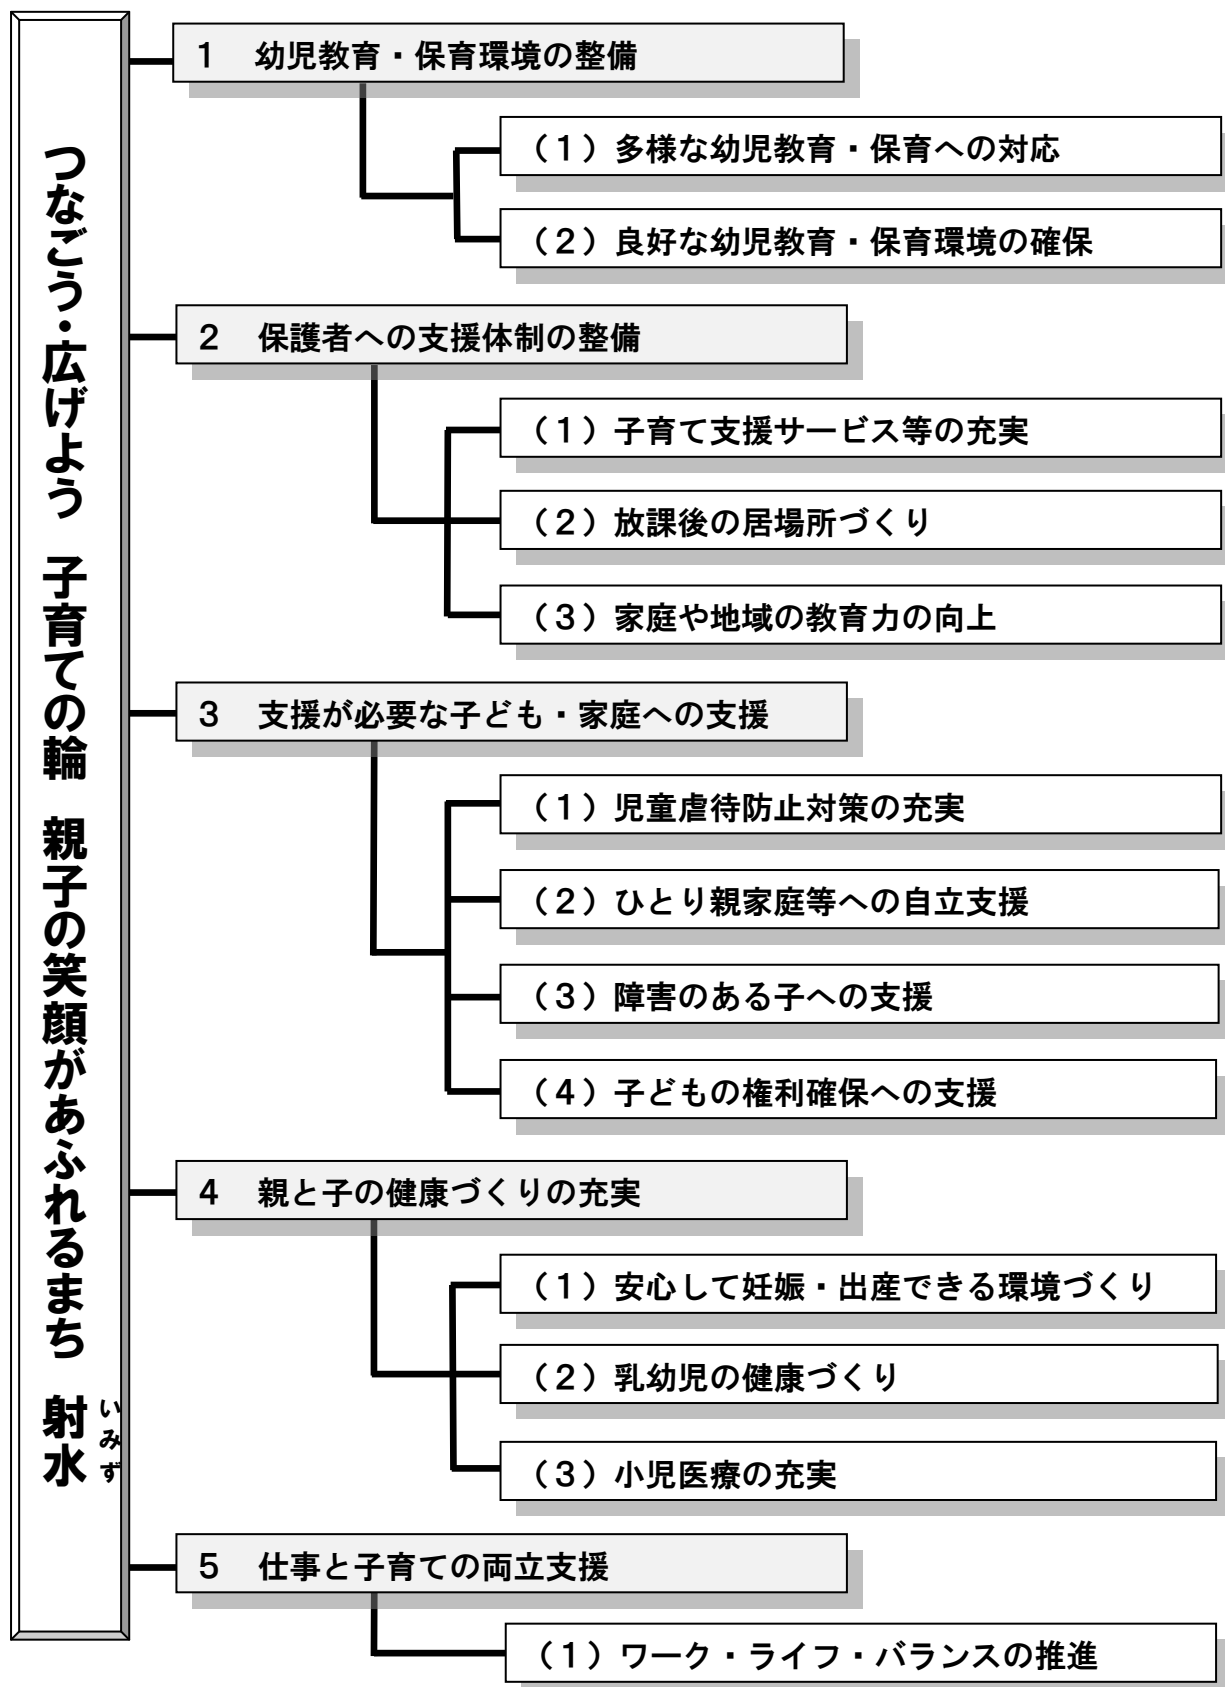 つなごう・広げよう　子育ての輪　親子の笑顔があふれるまち　射水
いみず
１　幼児教育・保育環境の整備
（１）多様な幼児教育・保育への対応
（２）良好な幼児教育・保育環境の確保
２　保護者への支援体制の整備
（１）子育て支援サービス等の充実
（２）放課後の居場所づくり
（３）家庭や地域の教育力の向上
３　支援が必要な子ども・家庭への支援
（１）児童虐待防止対策の充実
（２）ひとり親家庭等への自立支援
（３）障害のある子への支援
（４）子どもの権利確保への支援
４　親と子の健康づくりの充実
（１）安心して妊娠・出産できる環境づくり
（２）乳幼児の健康づくり
（３）小児医療の充実
５　仕事と子育ての両立支援
（１）ワーク・ライフ・バランスの推進